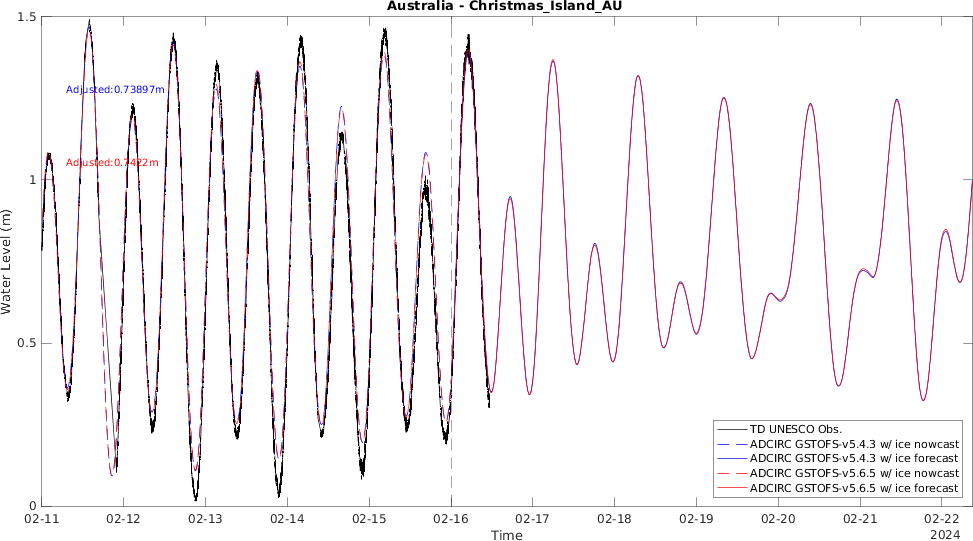 Australia - Christmas_Island_AU
1.5
1
0.5
0
Water Level (m)
Adjusted:0.73897m
Adjusted:0.7422m
TD UNESCO Obs.
ADCIRC GSTOFS-v5.4.3 w/ ice nowcast
ADCIRC GSTOFS-v5.4.3 w/ ice forecast
ADCIRC GSTOFS-v5.6.5 w/ ice nowcast
ADCIRC GSTOFS-v5.6.5 w/ ice forecast
02-11 02-12 02-13 02-14 02-15 02-16 02-17 02-18 02-19 02-20 02-21 02-22
Time 2024